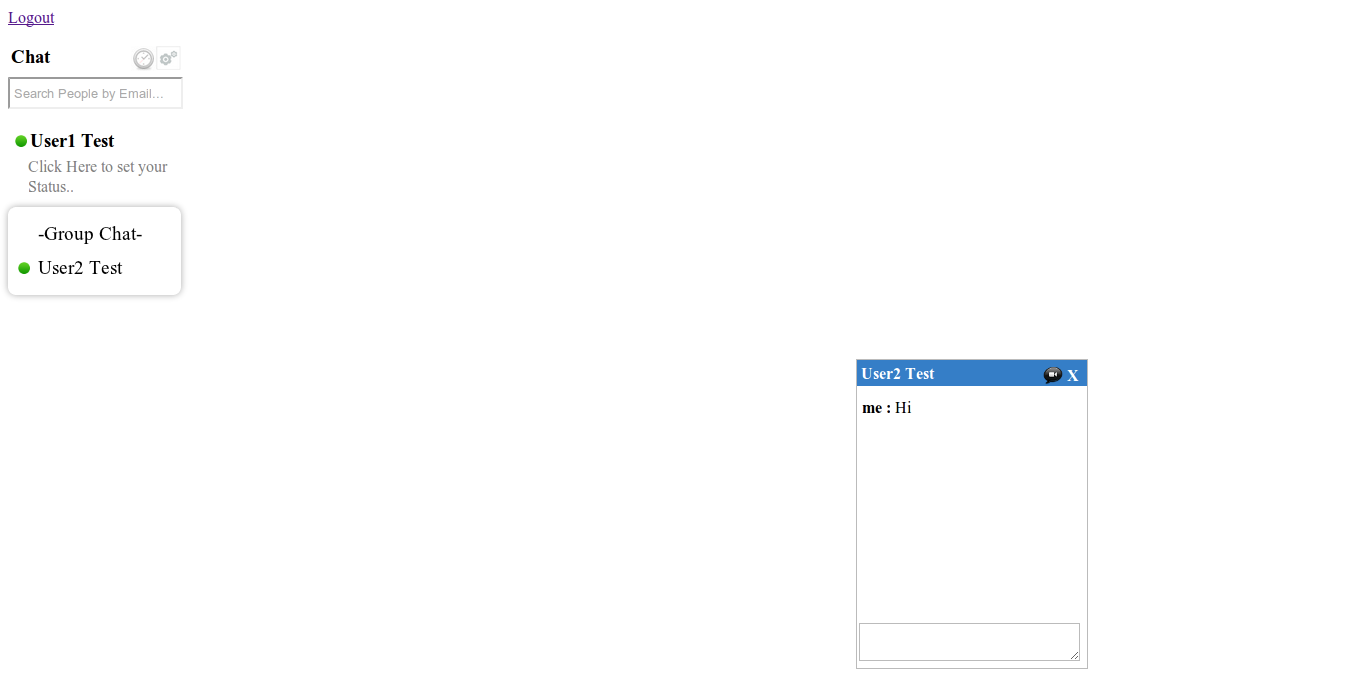 Logout
Chat
Search People by Email...
User1 Test
Click Here to set your
Status..
-Group Chat-
User2 Test
User2 Test X
me : Hi